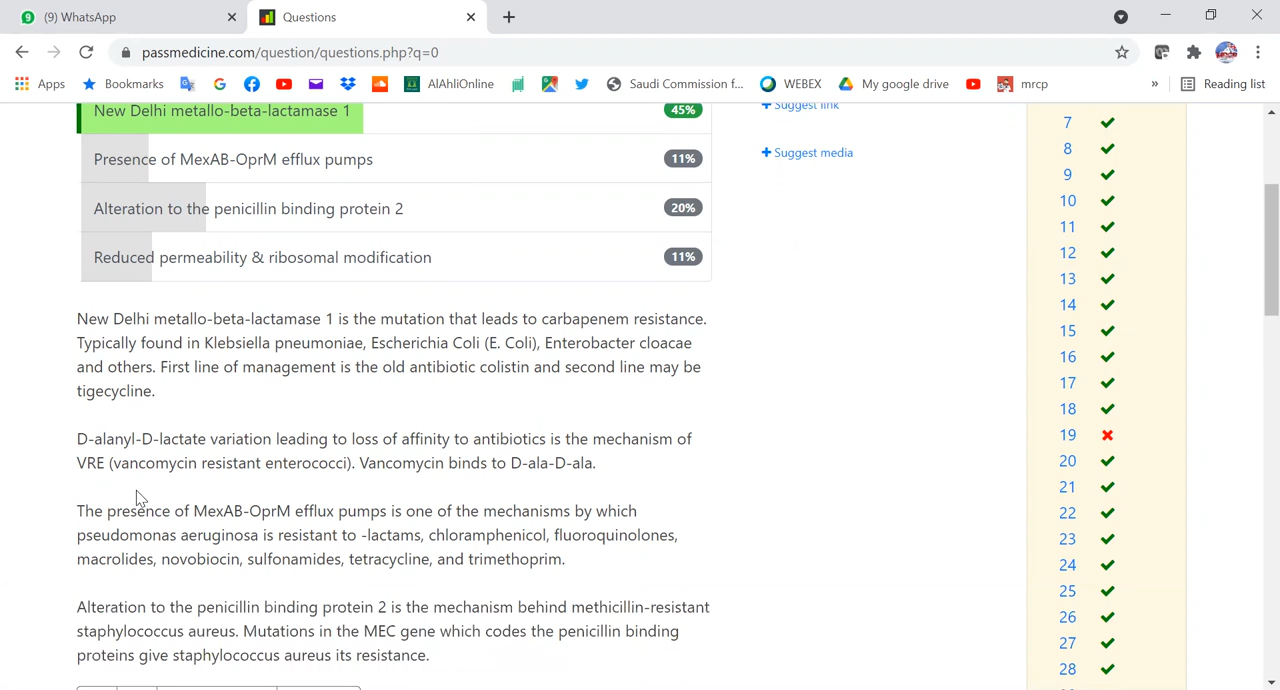 (9) WhatsApp
Questions
passmedicine.com/question/questions.php?q=0
Apps Bookmarks AlAhliOnline Saudi Commission f... WEBEX My google drive mrcp » Reading list
New Delhi metallo-beta-lactamase 1 45%
Presence of MexAB-OprM efflux pumps 11%
Alteration to the penicillin binding protein 2 20%
Reduced permeability & ribosomal modification 11%
New Delhi metallo-beta-lactamase 1 is the mutation that leads to carbapenem resistance.
Typically found in Klebsiella pneumoniae, Escherichia Coli (E. Coli), Enterobacter cloacae
and others. First line of management is the old antibiotic colistin and second line may be
tigecycline.
D-alanyl-D-lactate variation leading to loss of affinity to antibiotics is the mechanism of
VRE (vancomycin resistant enterococci). Vancomycin binds to D-ala-D-ala.
The presence of MexAB-OprM efflux pumps is one of the mechanisms by which
pseudomonas aeruginosa is resistant to -lactams, chloramphenicol, fluoroquinolones,
macrolides, novobiocin, sulfonamides, tetracycline, and trimethoprim.
Alteration to the penicillin binding protein 2 is the mechanism behind methicillin-resistant
staphylococcus aureus. Mutations in the MEC gene which codes the penicillin binding
proteins give staphylococcus aureus its resistance.
+ Suggest link
+ Suggest media
7
8
9
10
11
12
13
14
15
16
17
18
19
20
21
22
23
24
25
26
27
28